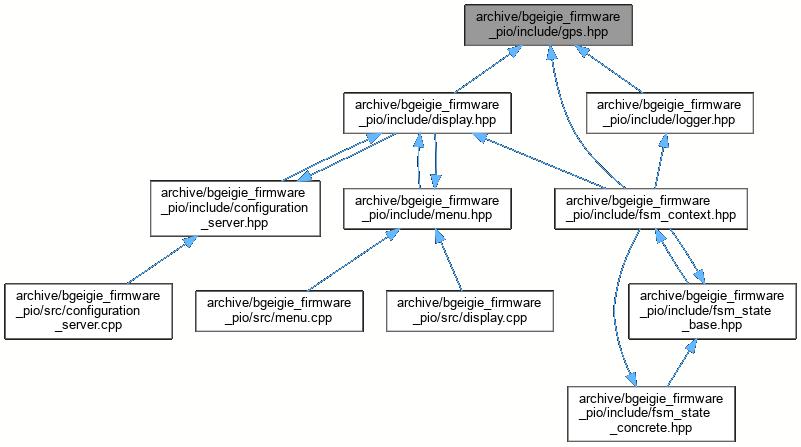 archive/bgeigie_firmware
_pio/include/gps.hpp
archive/bgeigie_firmware
_pio/include/display.hpp
archive/bgeigie_firmware
_pio/include/logger.hpp
archive/bgeigie_firmware
_pio/include/configuration
_server.hpp
archive/bgeigie_firmware
_pio/include/menu.hpp
archive/bgeigie_firmware
_pio/include/fsm_context.hpp
archive/bgeigie_firmware
_pio/src/configuration
_server.cpp
archive/bgeigie_firmware
_pio/src/menu.cpp
archive/bgeigie_firmware
_pio/src/display.cpp
archive/bgeigie_firmware
_pio/include/fsm_state
_base.hpp
archive/bgeigie_firmware
_pio/include/fsm_state
_concrete.hpp